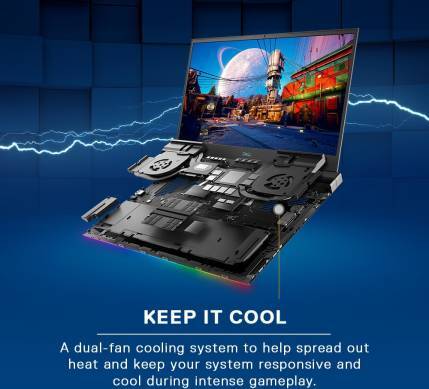 KEEP IT COOL
A dual-fan cooling system to help spread out
heat and keep your system responsive and
cool during intense gameplay.